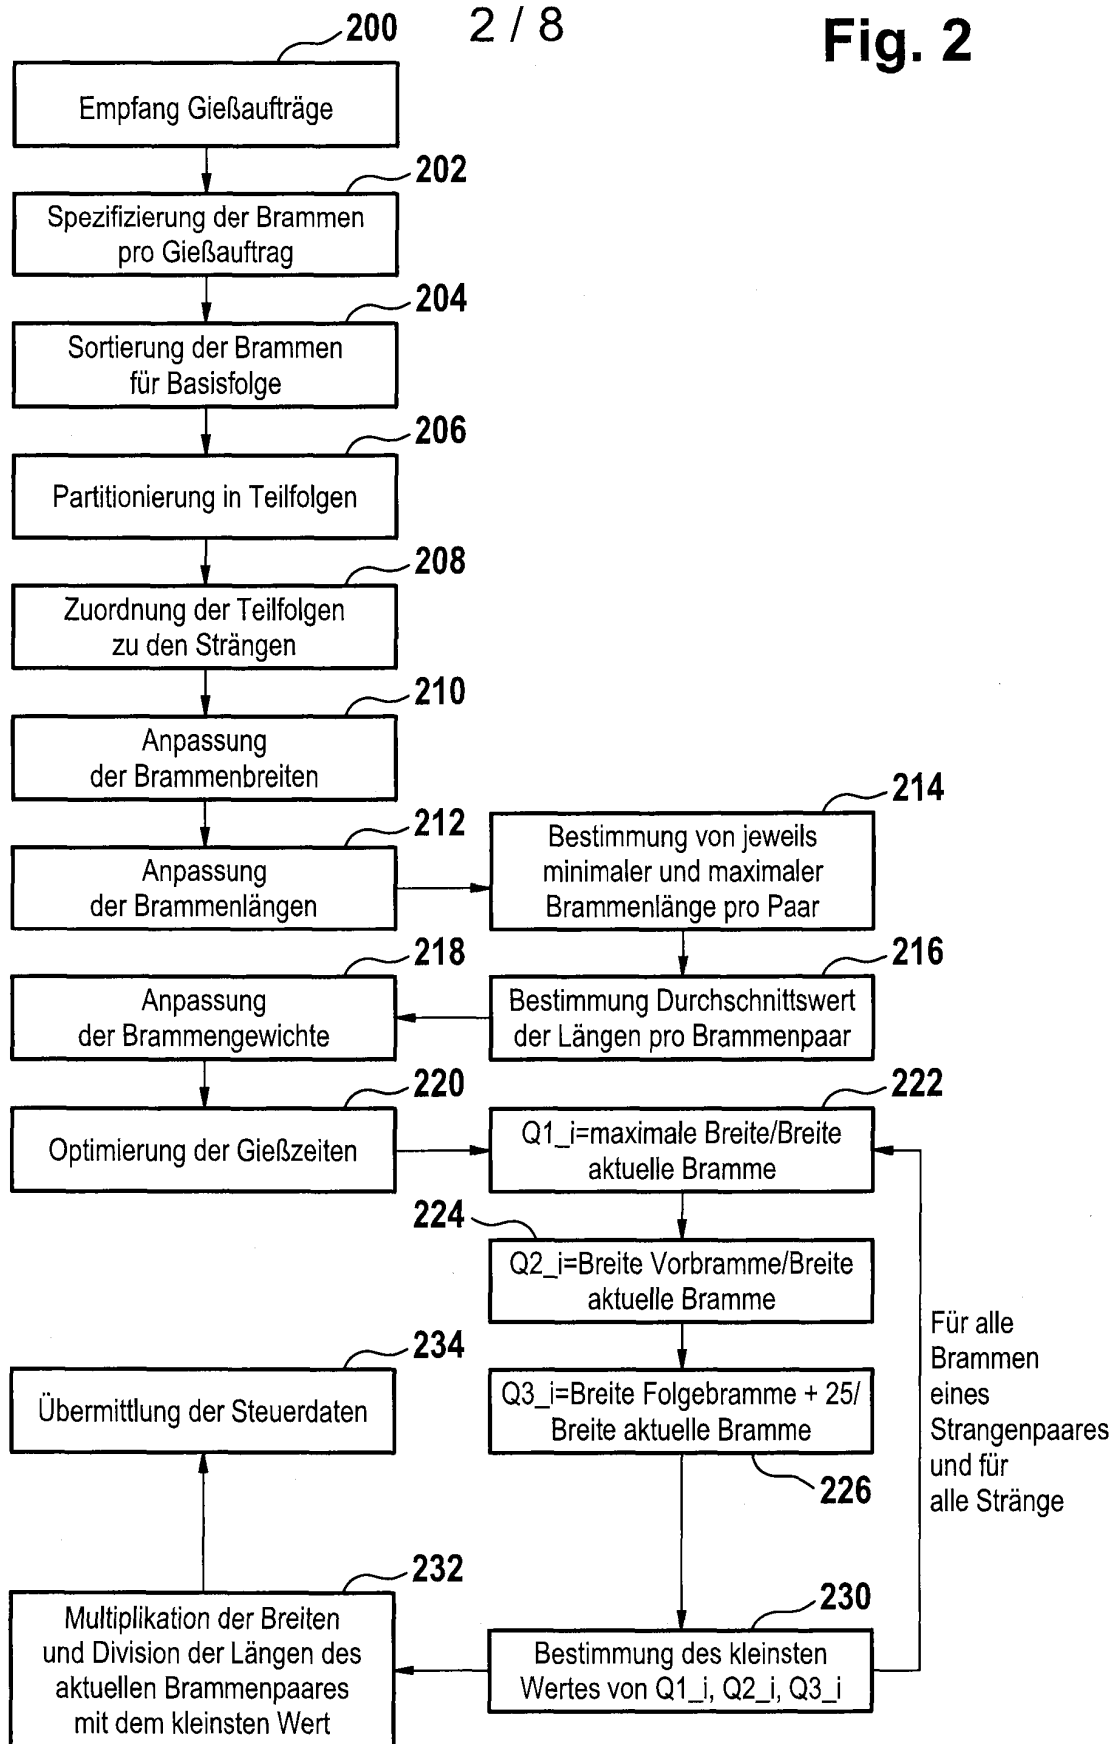 2 / 8
Fig. 2
200
Empfang Gießaufträge
202
Spezifizierung der Brammen
pro Gießauftrag
204
Sortierung der Brammen
für Basisfolge
206
Partitionierung in Teilfolgen
208
Zuordnung der Teilfolgen
zu den Strängen
210
Anpassung
der Brammenbreiten
212
Anpassung
der Brammenlängen
214
Bestimmung von jeweils
minimaler und maximaler
Brammenlänge pro Paar
216
Bestimmung Durchschnittswert
der Längen pro Brammenpaar
218
Anpassung
der Brammengewichte
220
Optimierung der Gießzeiten
222
Q1_i=maximale Breite/Breite
aktuelle Bramme
224
Q2_i=Breite Vorbramme/Breite
aktuelle Bramme
Q3_i=Breite Folgebramme + 25/
Breite aktuelle Bramme
226
Für alle
Brammen
eines
Strangenpaares
und für
alle Stränge
230
Bestimmung des kleinsten
Wertes von Q1_i, Q2_i, Q3_i
232
Multiplikation der Breiten
und Division der Längen des
aktuellen Brammenpaares
mit dem kleinsten Wert
234
Übermittlung der Steuerdaten